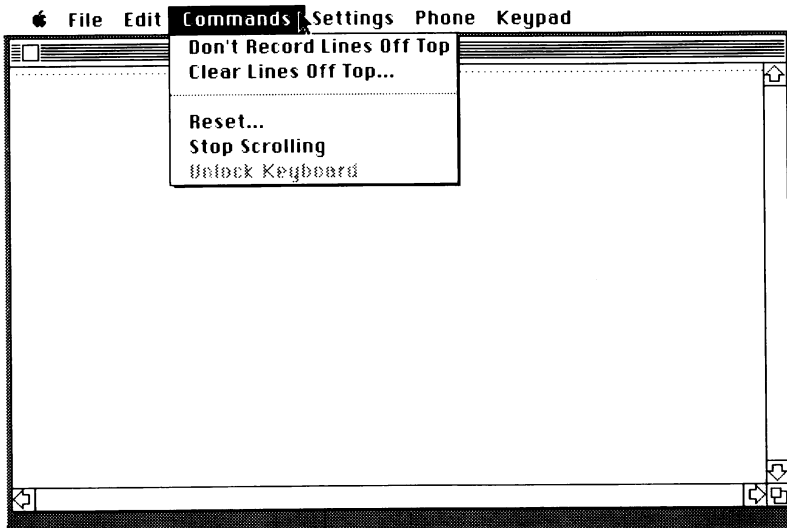 File Edit Commands Settings Phone Keypad
Don't Record Lines Off Top
Clear Lines Off Top...
Reset...
Stop Scrolling
Unlock Keyboard